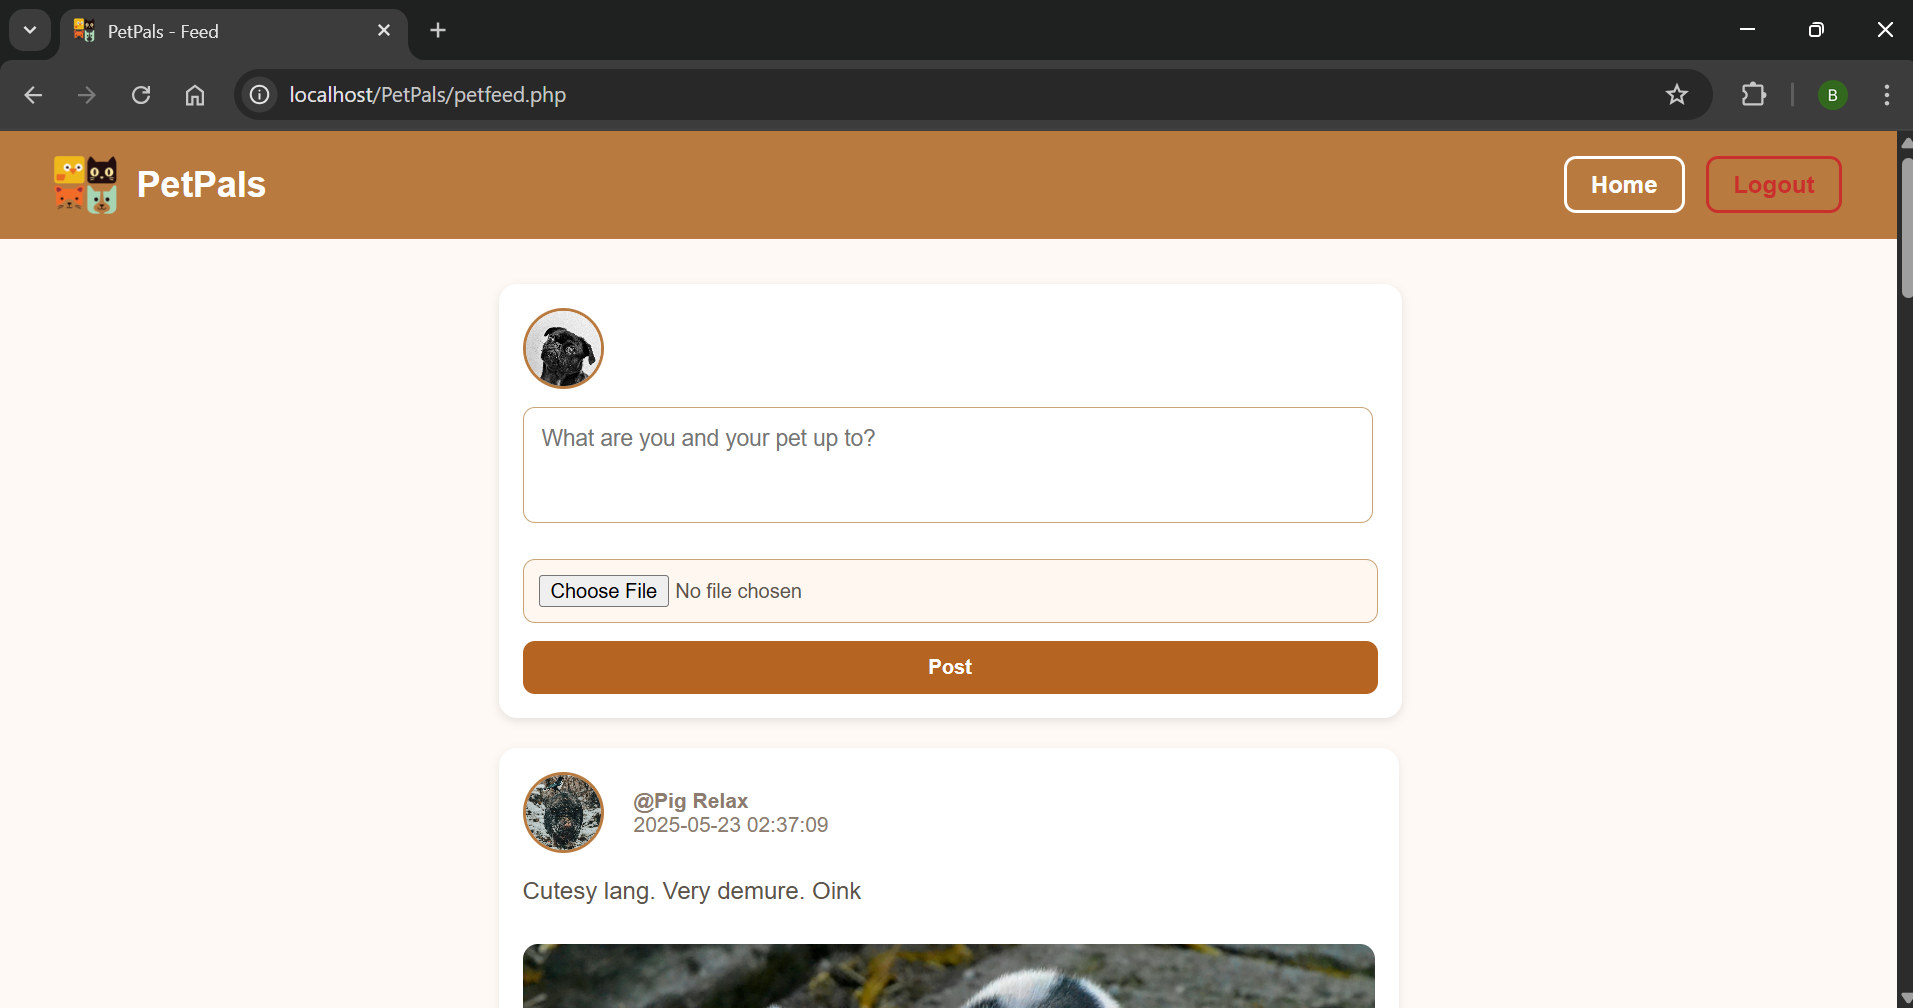 PetPals - Feed
localhost/PetPals/petfeed.php
B
PetPals
Home
Logout
What are you and your pet up to?
Choose File No file chosen
Post
@Pig Relax
2025-05-23 02:37:09
Cutesy lang. Very demure. Oink